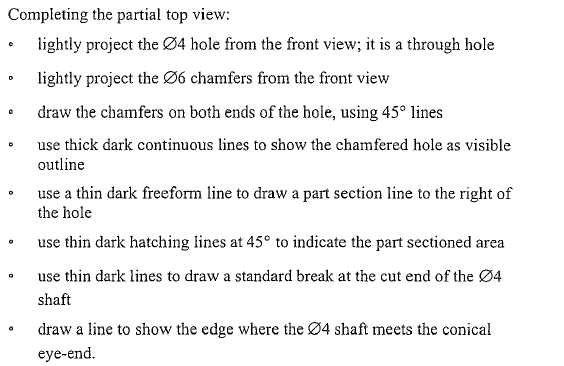 Completing the partial top view:
• lightly project the Ø4 hole from the front view; it is a through hole
• lightly project the Ø6 chamfers from the front view
• draw the chamfers on both ends of the hole, using 45° lines
• use thick dark continuous lines to show the chamfered hole as visible
outline
• use a thin dark freeform line to draw a part section line to the right of
the hole
• use thin dark hatching lines at 45° to indicate the part sectioned area
• use thin dark lines to draw a standard break at the cut end of the Ø4
shaft
• draw a line to show the edge where the Ø4 shaft meets the conical
eye-end.